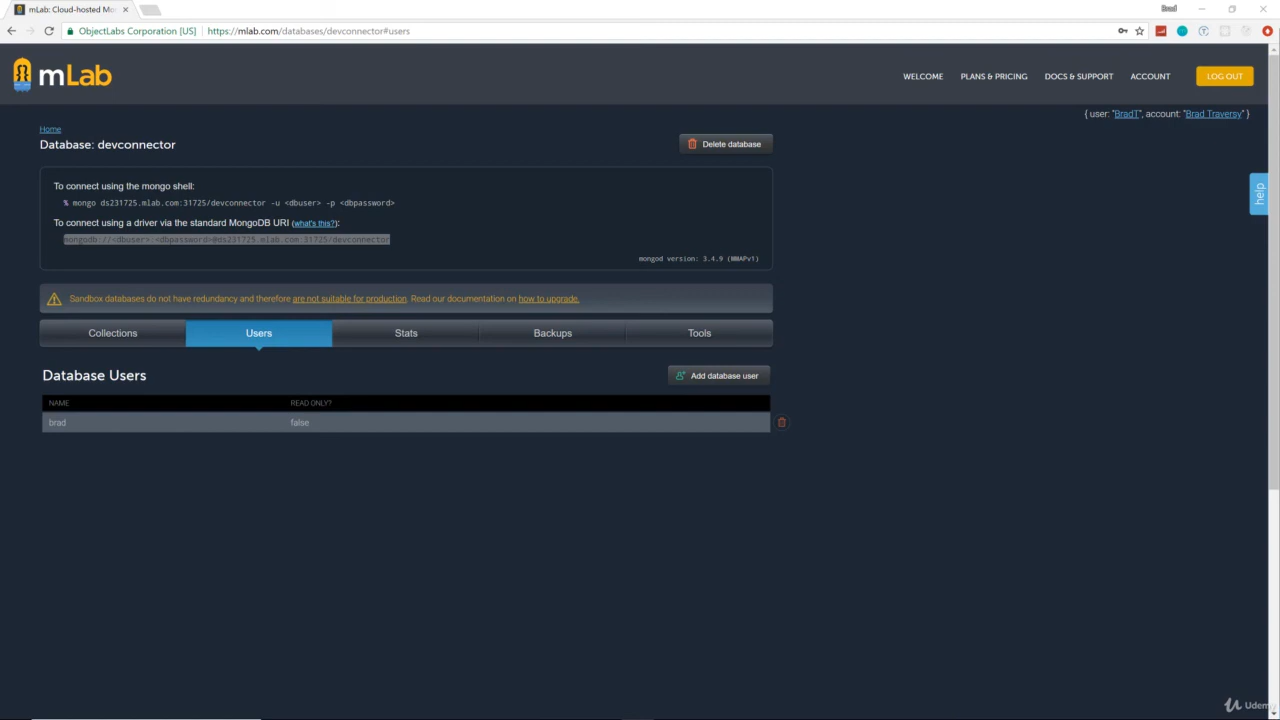 mLab: Cloud-hosted Mo
Brad
ObjectLabs Corporation [US]
https://mlab.com/databases/devconnector#users
mLab
WELCOME
PLANS & PRICING
DOCS & SUPPORT
ACCOUNT
LOG OUT
{ user: "BradT", account: "Brad Traversy" }
Home
Database: devconnector
Delete database
To connect using the mongo shell:
% mongo ds231725.mlab.com:31725/devconnector -u <dbuser> -p <dbpassword>
To connect using a driver via the standard MongoDB URI (what's this?):
mongodb://<dbuser>:<dbpassword>@ds231725.mlab.com:31725/devconnector
mongod version: 3.4.9 (MMAPv1)
help
Sandbox databases do not have redundancy and therefore are not suitable for production. Read our documentation on how to upgrade.
Collections
Users
Stats
Backups
Tools
Database Users
Add database user
NAME
READ ONLY?
brad
false
Udemy